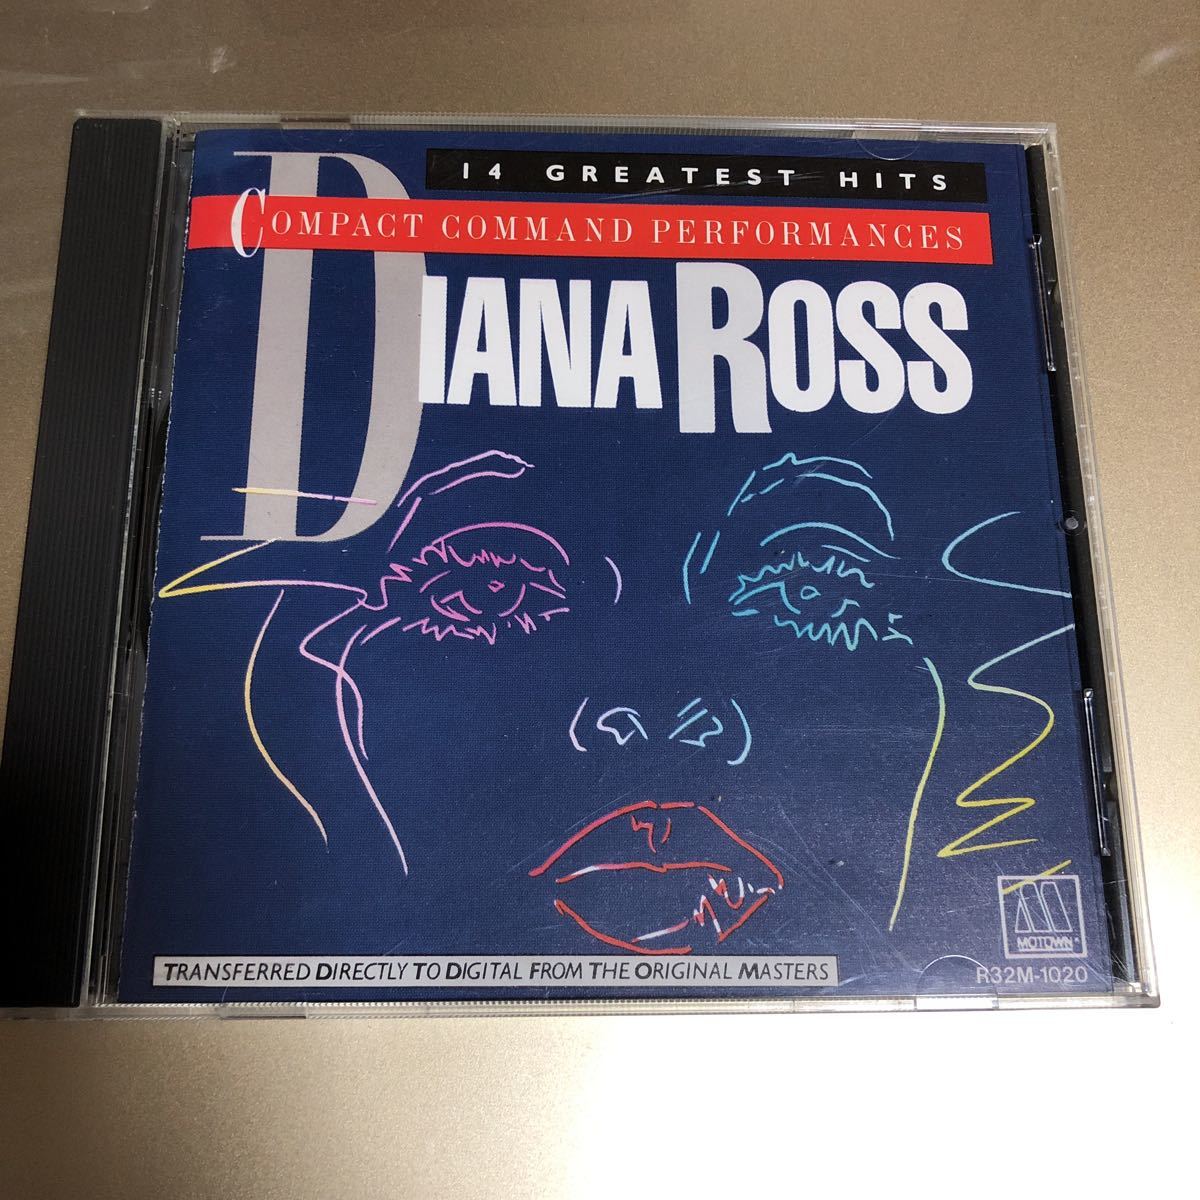 14 GREATEST HITS
COMPACT COMMAND PERFORMANCES
DIANA ROSS
MOTOWN®
TRANSFERRED DIRECTLY TO DIGITAL FROM THE ORIGINAL MASTERS
R32M-1020